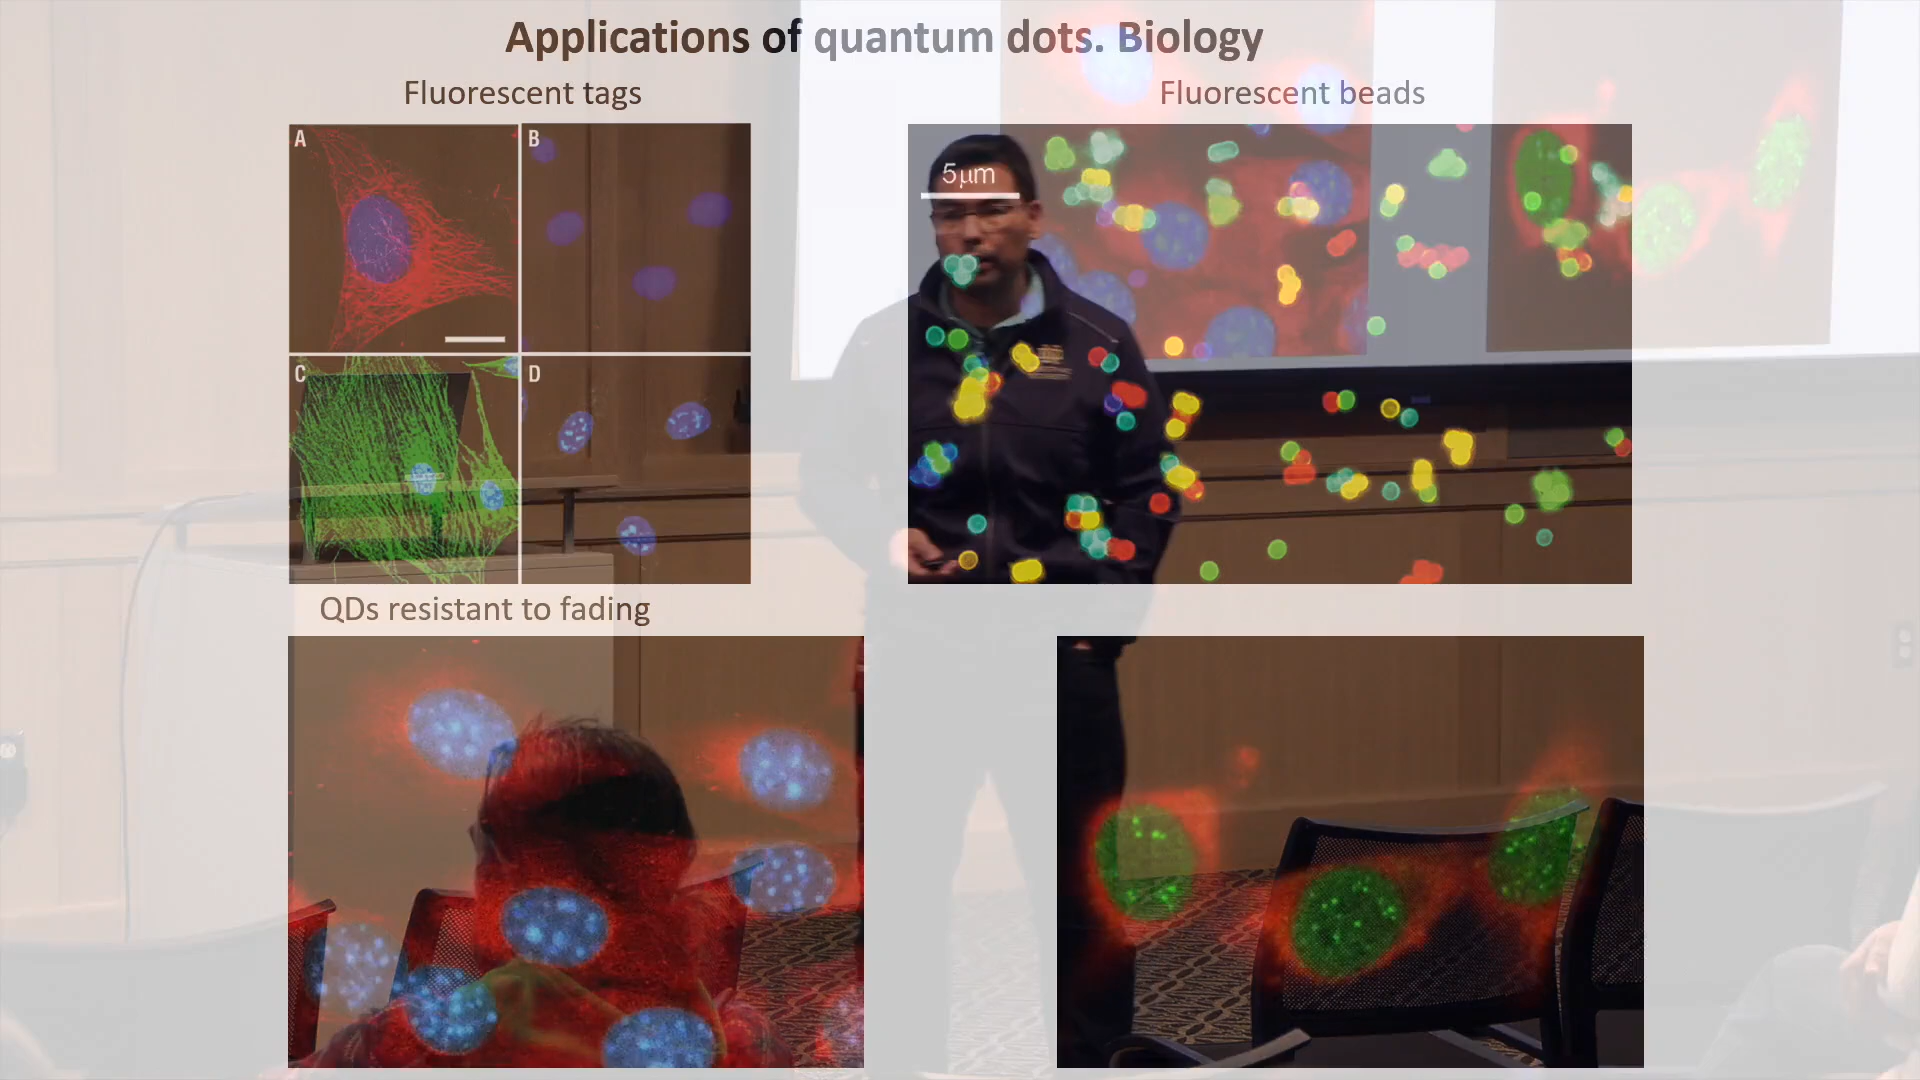 Applications of quantum dots. Biology
Fluorescent tags
Fluorescent beads
A
B
5μm
C
D
QDs resistant to fading